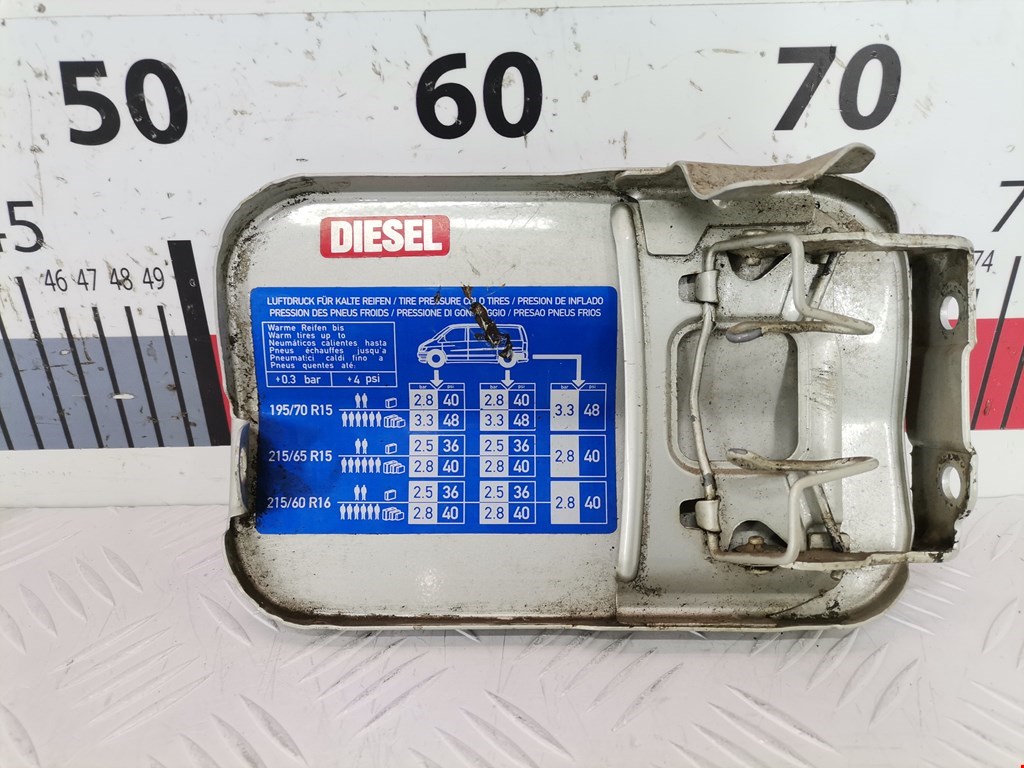 50 60 70
45 46 47 48 49
74
DIESEL
LUFTDRUCK FÜR KALTE REIFEN / TIRE PRESSURE TIRES / PRESION DE INFLADO
PRESSION DES PNEUS FROIDS / PRESSIONE DI / PRESAO PNEUS FRIOS
Warme Reifen bis
Warm tires up to
Neumáticos calientes hasta
Pneus échauffes jusqu'a
Pneumatici caldi fino a
Pneus quentes até:
+0.3 bar +4 psi
bar psi bar psi bar psi
195/70 R15 2.8 40 2.8 40 3.3 48
3.3 48 3.3 48
215/65 R15 2.5 36 2.5 36 2.8 40
2.8 40 2.8 40
215/60 R16 2.5 36 2.5 36 2.8 40
2.8 40 2.8 40